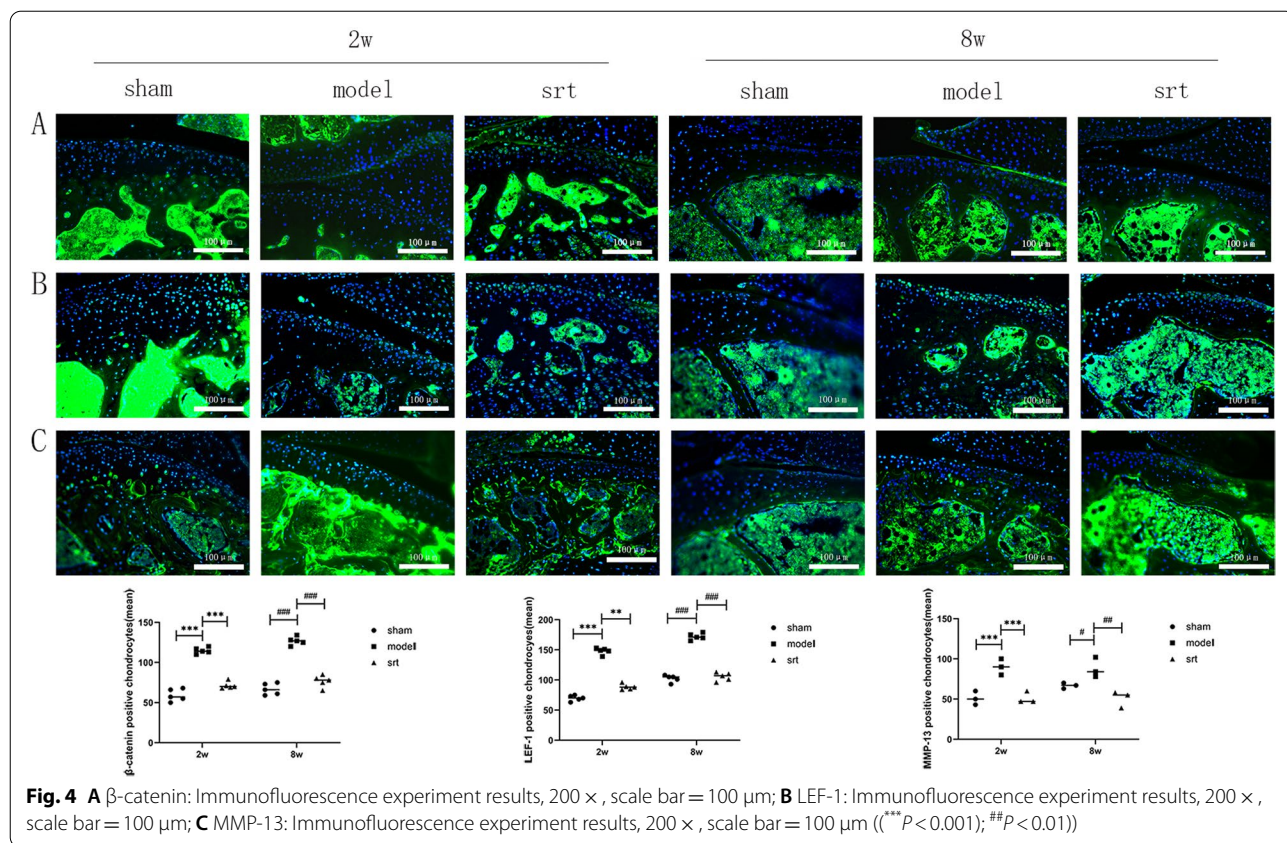 2w 8w
sham model srt sham model srt
A
100 μm 100 μm 100 μm 100 μm 100 μm 100 μm
B
100 μm 100 μm 100 μm 100 μm 100 μm 100 μm
C
100 μm 100 μm 100 μm 100 μm 100 μm 100 μm
β-catenin positive chondrocytes(mean)
150
100
50
0
*** *** ### ###
2w 8w
sham
model
srt
LEF-1 positive chondrocytes(mean)
200
150
100
50
0
*** ** ### ###
2w 8w
sham
model
srt
MMP-13 positive chondrocytes(mean)
150
100
50
0
*** *** # ##
2w 8w
sham
model
srt
Fig. 4 A β-catenin: Immunofluorescence experiment results, 200 × , scale bar = 100 μm; B LEF-1: Immunofluorescence experiment results, 200 × ,
scale bar = 100 μm; C MMP-13: Immunofluorescence experiment results, 200 × , scale bar = 100 μm ((***P < 0.001); ##P < 0.01))